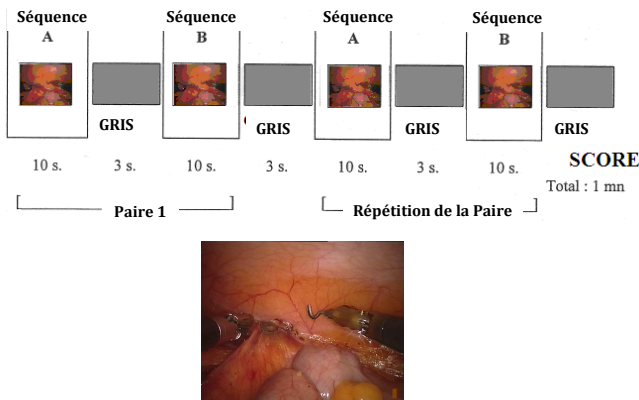 Séquence Séquence Séquence Séquence
A B A B
GRIS GRIS GRIS GRIS
10 s. 3 s. 10 s. 3 s. 10 s. 3 s. 10 s. SCORE
Total : 1 mn
Paire 1 Répétition de la Paire